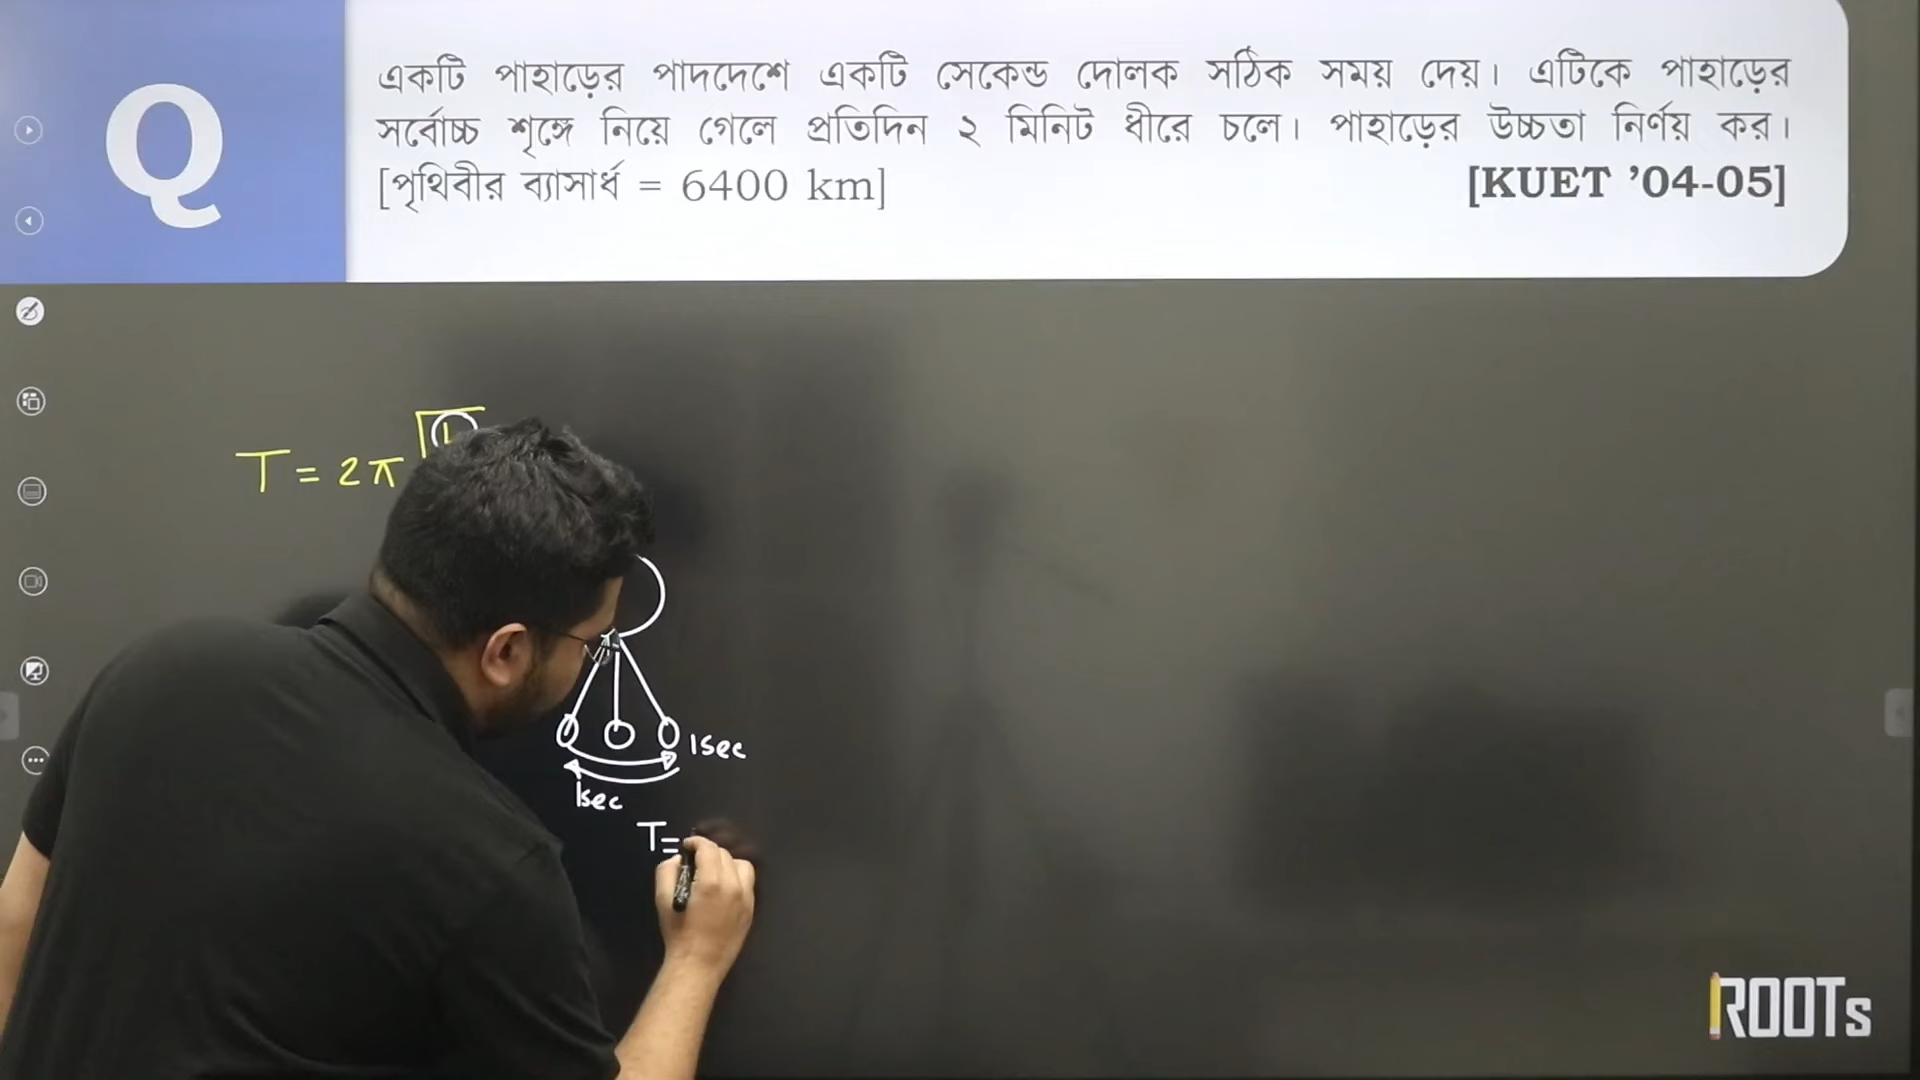 Q
একটি পাহাড়ের পাদদেশে একটি সেকেন্ড দোলক সঠিক সময় দেয়। এটিকে পাহাড়ের
সর্বোচ্চ শৃঙ্গে নিয়ে গেলে প্রতিদিন ২ মিনিট ধীরে চলে। পাহাড়ের উচ্চতা নির্ণয় কর।
[পৃথিবীর ব্যাসার্ধ = 6400 km] [KUET ’04-05]
T = 2π
1sec
1sec
T=
ROOTs